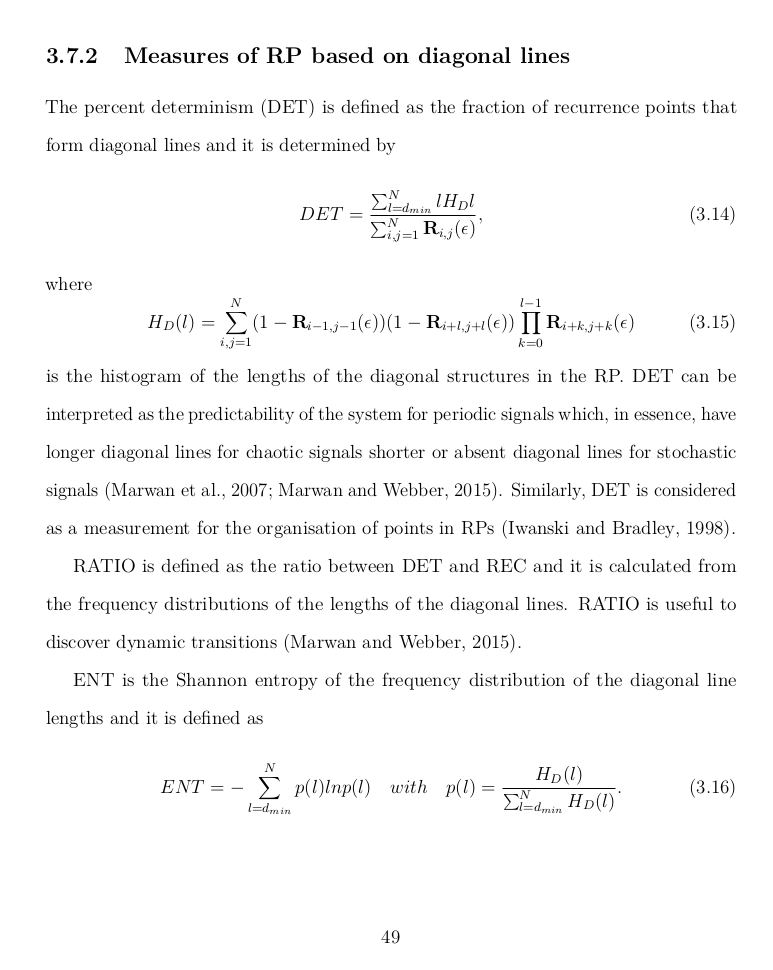 3.7.2 Measures of RP based on diagonal lines
The percent determinism (DET) is defined as the fraction of recurrence points that
form diagonal lines and it is determined by
$DET = \frac{\sum_{l=d_{min}}^{N} l H_D l}{\sum_{i,j=1}^{N} \mathbf{R}_{i,j}(\epsilon)},$ (3.14)
where
$H_D(l) = \sum_{i,j=1}^{N} (1 - \mathbf{R}_{i-1,j-1}(\epsilon))(1 - \mathbf{R}_{i+l,j+l}(\epsilon)) \prod_{k=0}^{l-1} \mathbf{R}_{i+k,j+k}(\epsilon)$ (3.15)
is the histogram of the lengths of the diagonal structures in the RP. DET can be
interpreted as the predictability of the system for periodic signals which, in essence, have
longer diagonal lines for chaotic signals shorter or absent diagonal lines for stochastic
signals (Marwan et al., 2007; Marwan and Webber, 2015). Similarly, DET is considered
as a measurement for the organisation of points in RPs (Iwanski and Bradley, 1998).
RATIO is defined as the ratio between DET and REC and it is calculated from
the frequency distributions of the lengths of the diagonal lines. RATIO is useful to
discover dynamic transitions (Marwan and Webber, 2015).
ENT is the Shannon entropy of the frequency distribution of the diagonal line
lengths and it is defined as
$ENT = - \sum_{l=d_{min}}^{N} p(l) ln p(l) \quad with \quad p(l) = \frac{H_D(l)}{\sum_{l=d_{min}}^{N} H_D(l)}.$ (3.16)
49